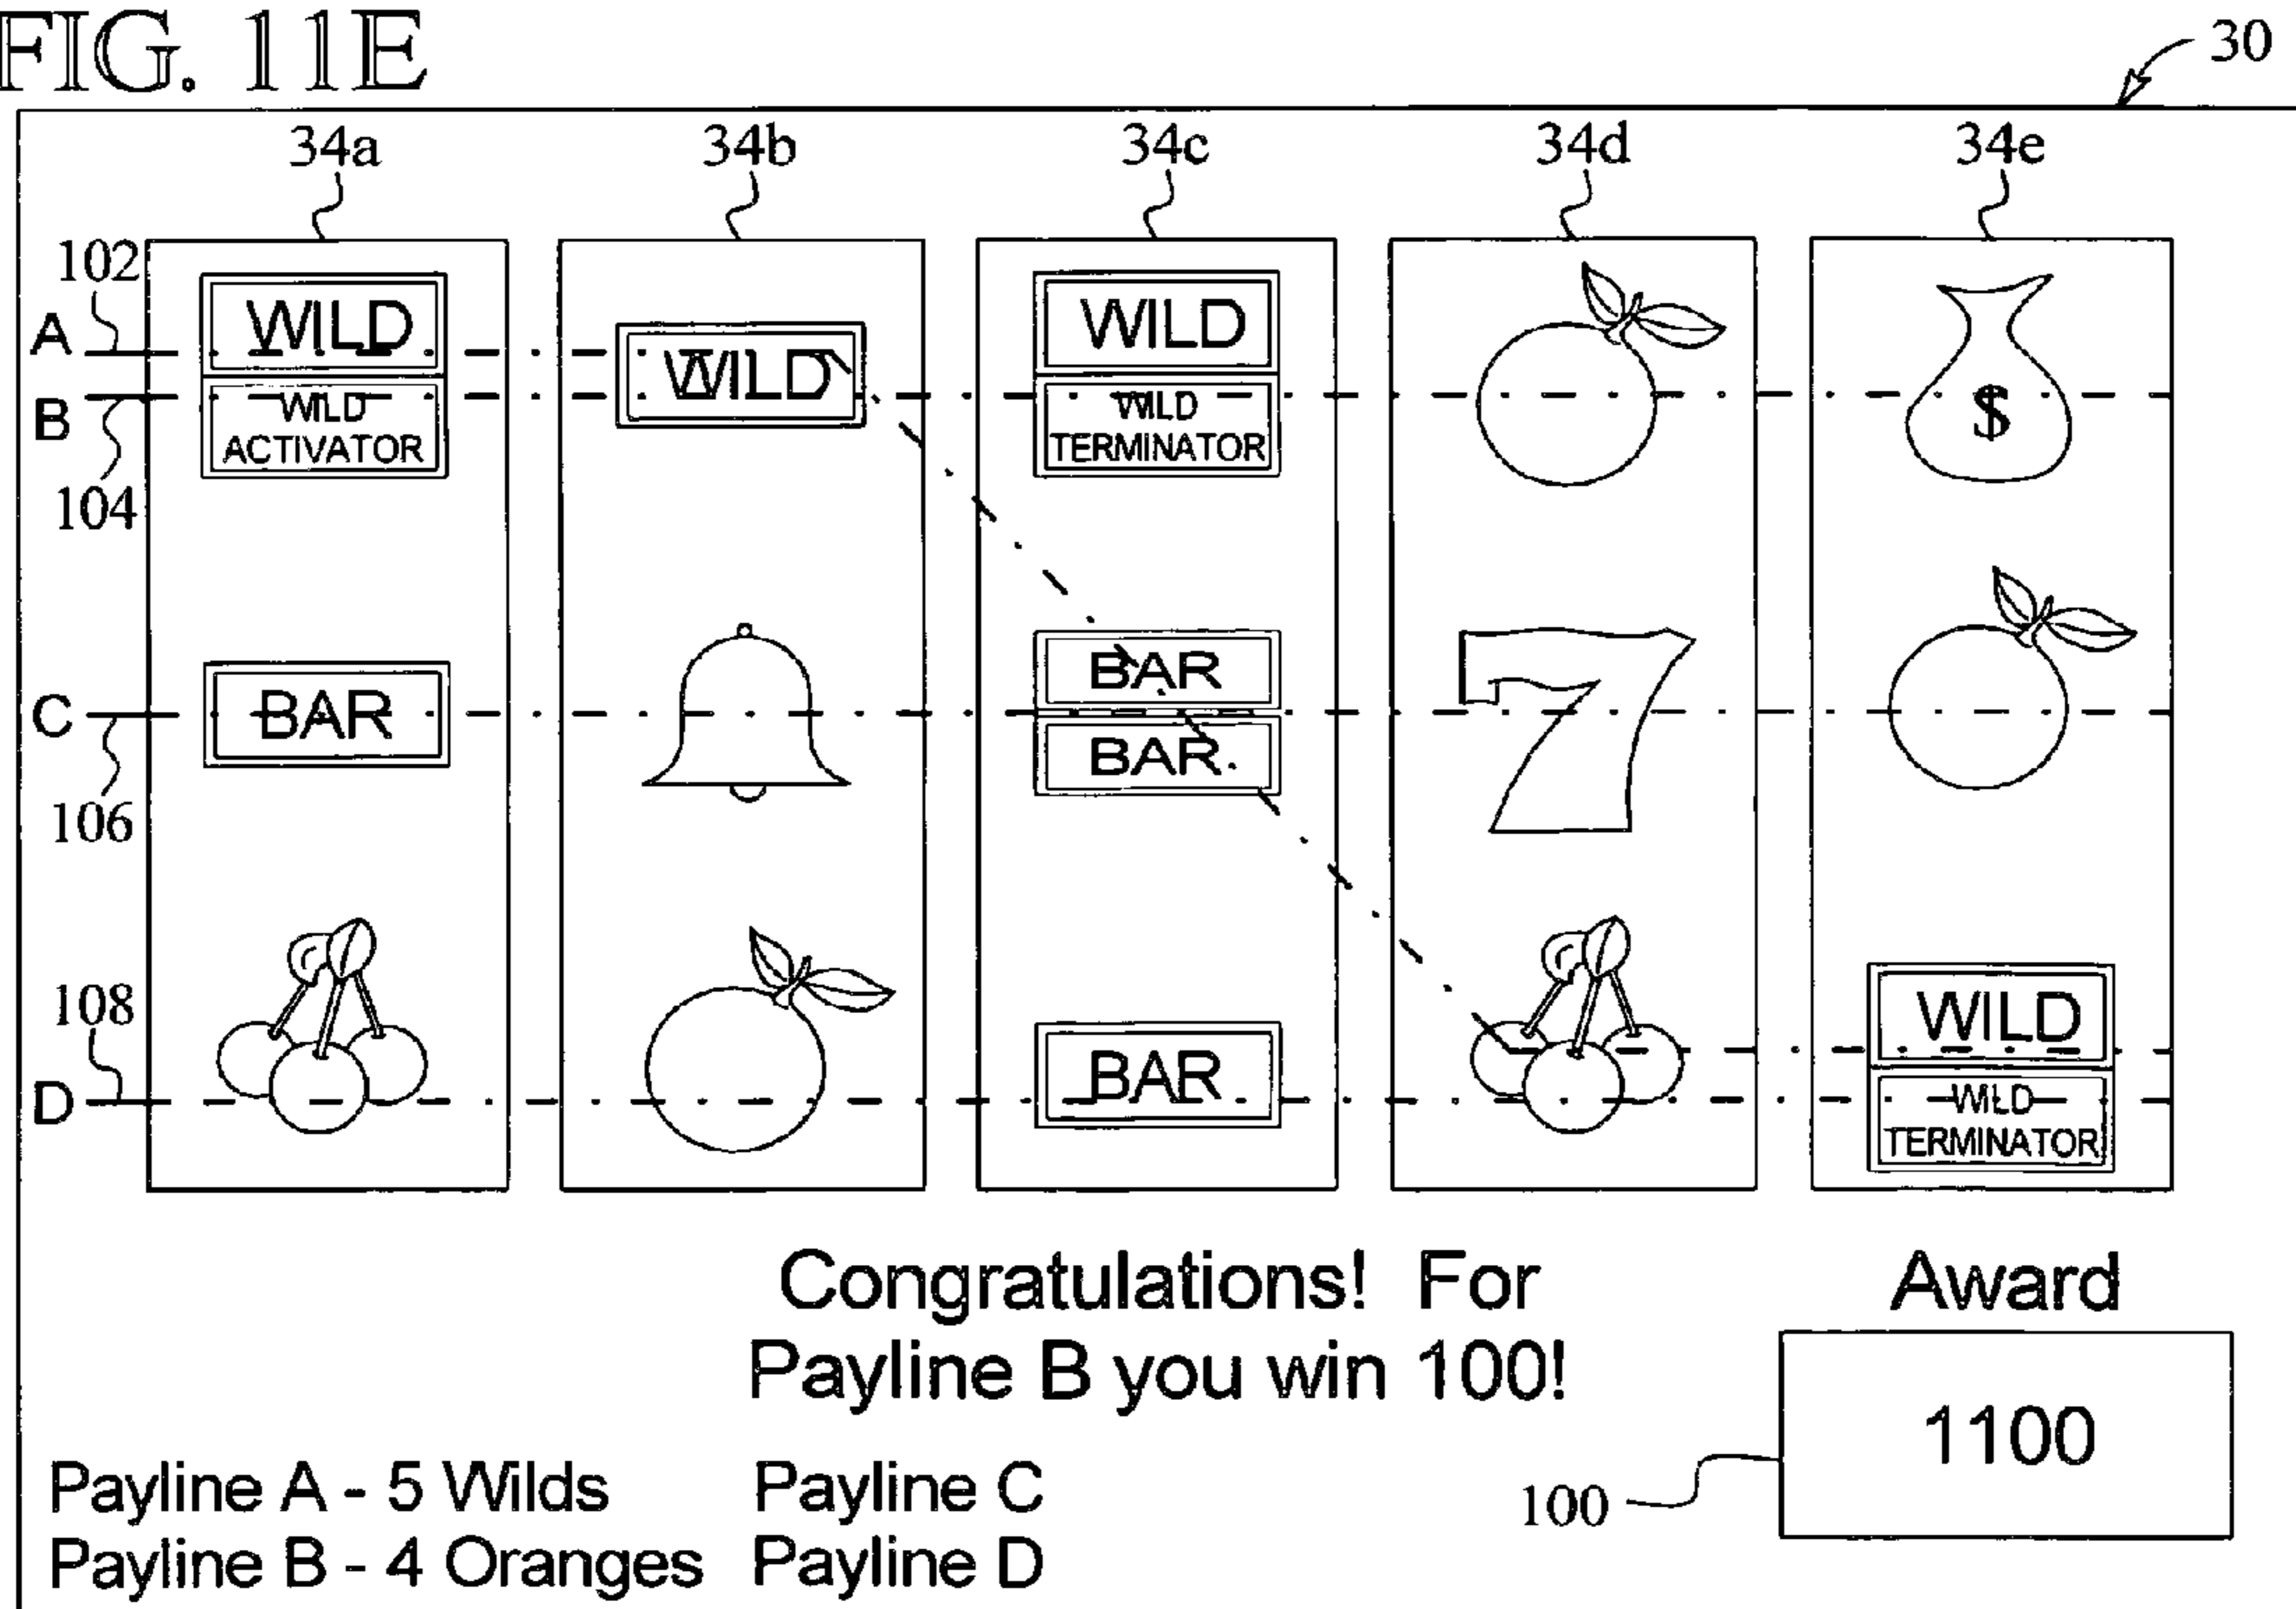 FIG. 11E
30
34a 34b 34c 34d 34e
102
A
B
104
WILD
WILD
ACTIVATOR
WILD
WILD
WILD
TERMINATOR
$
C
106
BAR
BAR
BAR
7
108
D
BAR
WILD
WILD
TERMINATOR
Congratulations! For
Payline B you win 100!
Award
1100
100
Payline A - 5 Wilds Payline C
Payline B - 4 Oranges Payline D